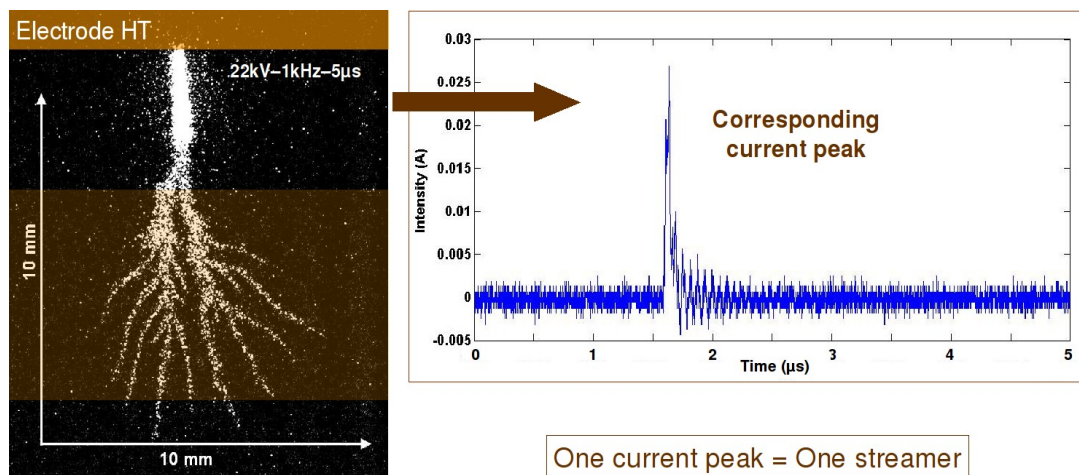 Electrode HT
22kV–1kHz–5µs
10 mm
10 mm
0.03
0.025
0.02
0.015
0.01
0.005
0
-0.005
Intensity (A)
Corresponding
current peak
0 1 2 3 4 5
Time (µs)
One current peak = One streamer